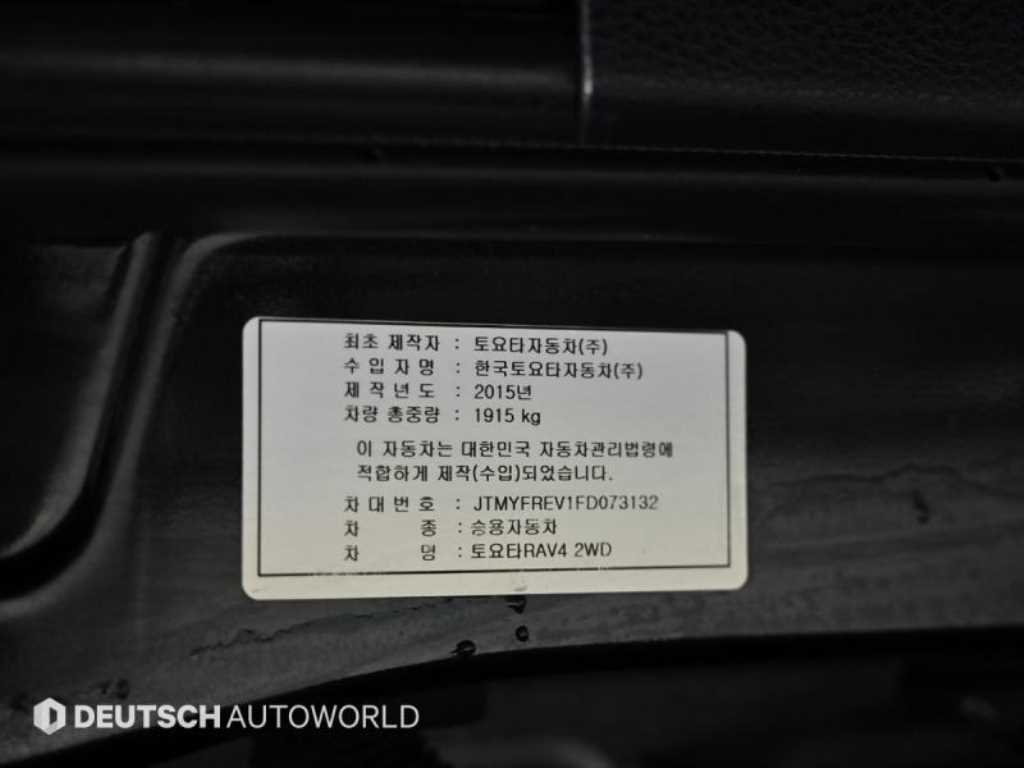 최초 제작자 : 토요타자동차(주)
수 입 자 명 : 한국토요타자동차(주)
제 작 년 도 : 2015년
차량 총중량 : 1915 kg
이 자동차는 대한민국 자동차관리법령에
적합하게 제작(수입)되었습니다.
차 대 번 호 : JTMYFREV1FD073132
차 종 : 승용자동차
차 명 : 토요타RAV4 2WD
DEUTSCH AUTOWORLD